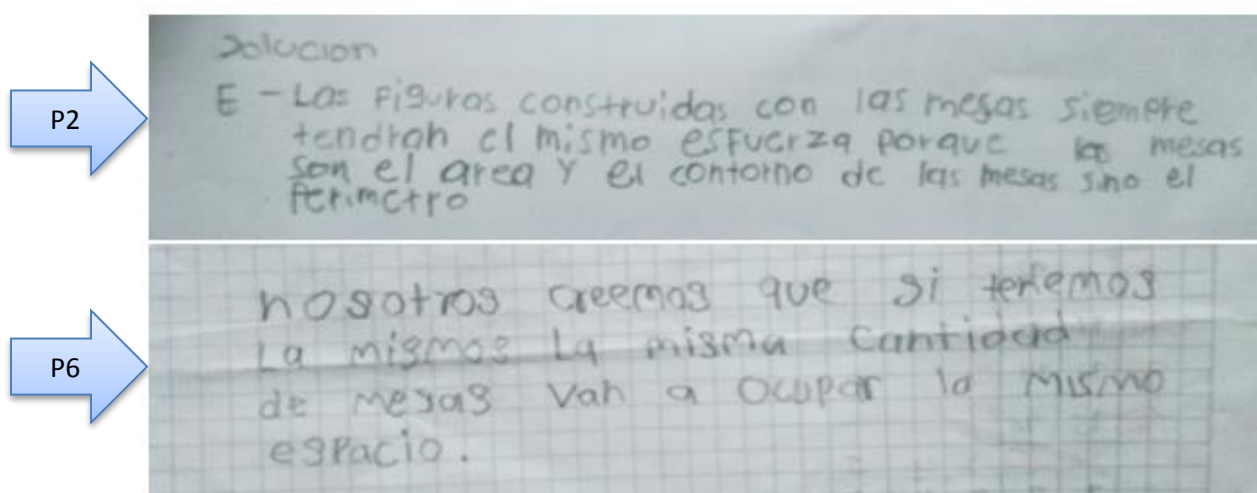 P2
Solucion
E - Las Figuras construidas con las mesas siempre
tendran el mismo esfuerza porque las mesas
son el area y el contorno de las mesas sino el
Perimetro
P6
nosotros creemos que si tenemos
La mismos La misma Cantidad
de mesas van a ocupar la mismo
espacio.